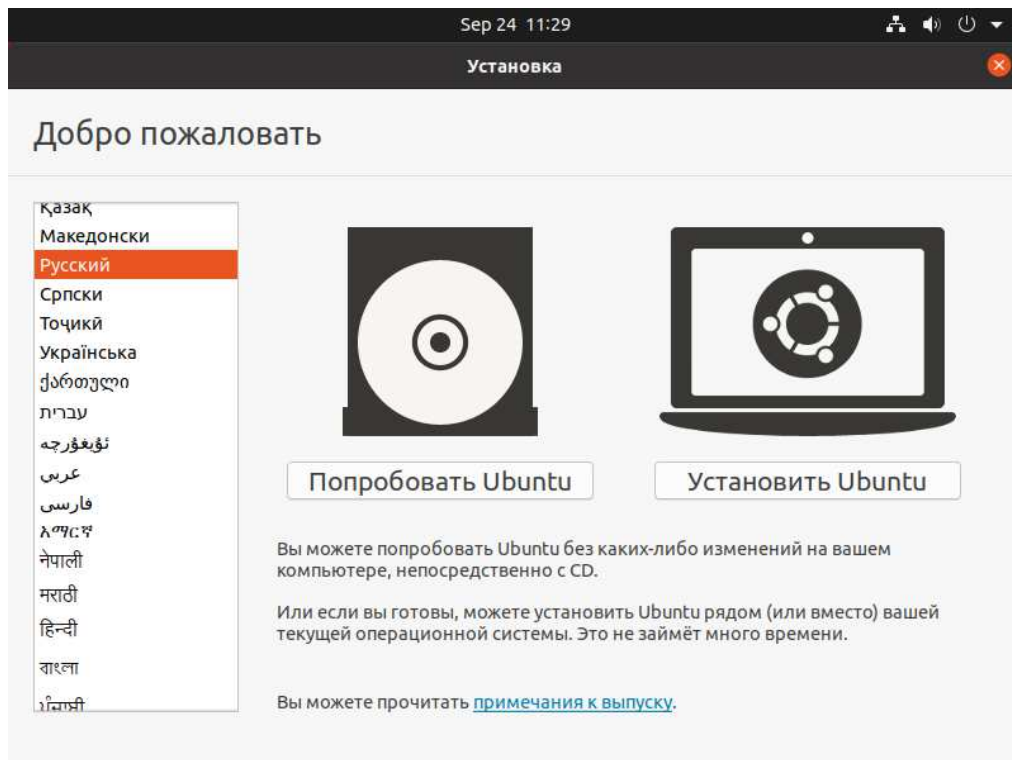 Sep 24 11:29
Установка
Добро пожаловать
Қазақ
Македонски
Русский
Српски
Тоҷикӣ
Українська
ქართული
עברית
ئۇيغۇرچە
عربي
فارسی
አማርኛ
नेपाली
मराठी
हिन्दी
বাংলা
ਪੰਜਾਬੀ
Попробовать Ubuntu
Установить Ubuntu
Вы можете попробовать Ubuntu без каких-либо изменений на вашем
компьютере, непосредственно с CD.
Или если вы готовы, можете установить Ubuntu рядом (или вместо) вашей
текущей операционной системы. Это не займёт много времени.
Вы можете прочитать примечания к выпуску.